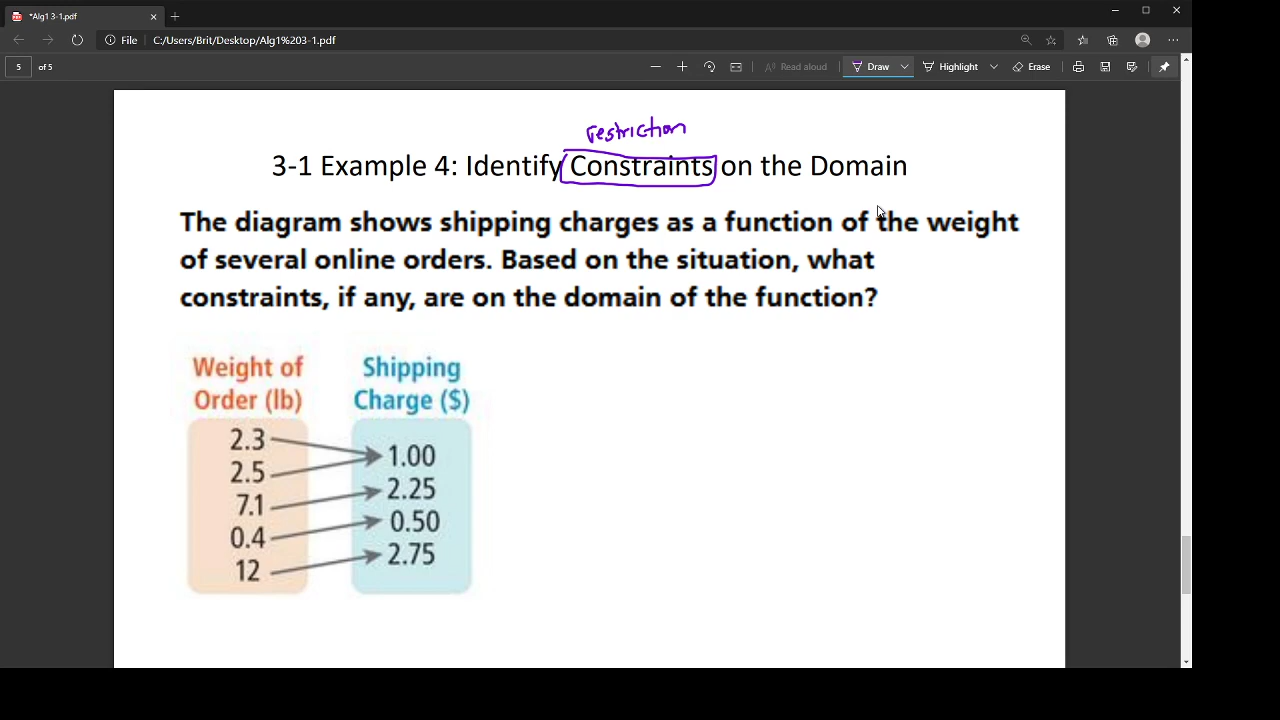 *Alg1 3-1.pdf
File
C:/Users/Brit/Desktop/Alg1%203-1.pdf
5
of 5
Read aloud
Draw
Highlight
Erase
restriction
3-1 Example 4: Identify Constraints on the Domain
The diagram shows shipping charges as a function of the weight
of several online orders. Based on the situation, what
constraints, if any, are on the domain of the function?
Weight of
Order (lb)
2.3
2.5
7.1
0.4
12
Shipping
Charge ($)
1.00
2.25
0.50
2.75